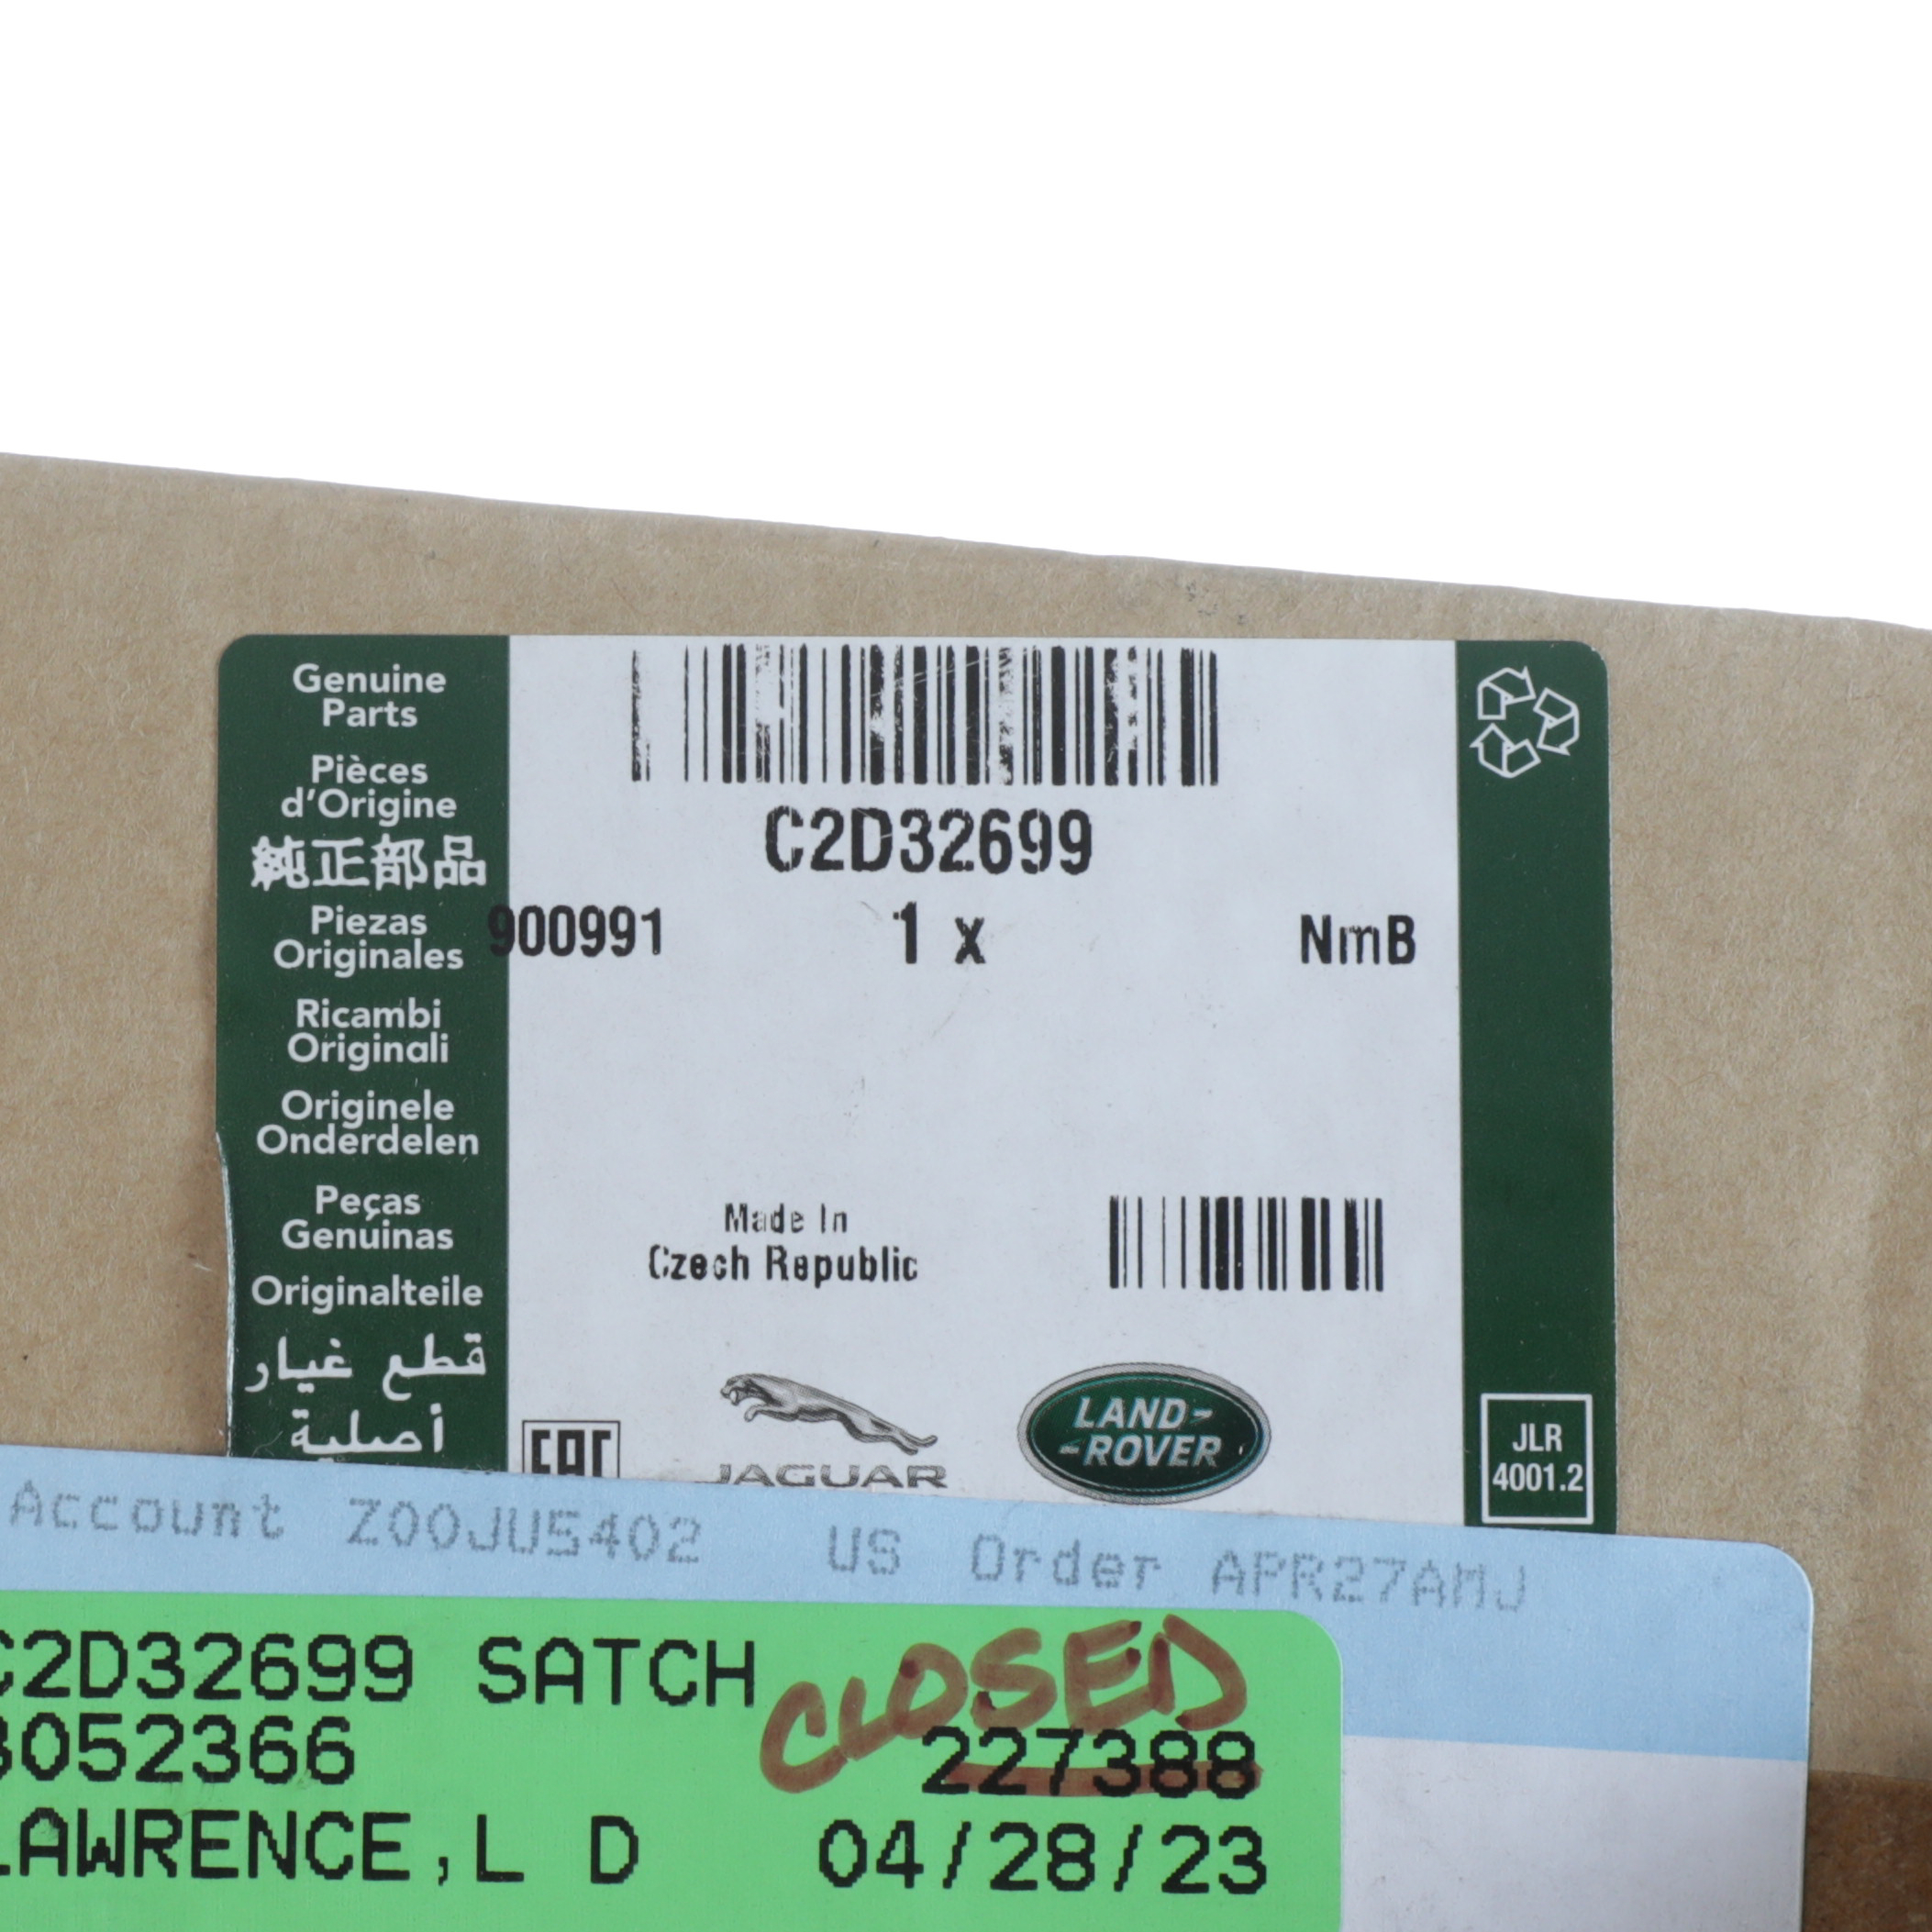 Genuine
Parts
Pièces
d'Origine
純正部品
Piezas
Originales
Ricambi
Originali
Originele
Onderdelen
Peças
Genuinas
Originalteile
قطع غيار
أصلية
C2D32699
900991 1 x NmB
Made In
Czech Republic
EAC
JAGUAR
LAND-
-ROVER
JLR
4001.2
Account Z00JU5402 US Order APR27AMJ
C2D32699 SATCH
CLOSED
3052366 227388
LAWRENCE,L D 04/28/23